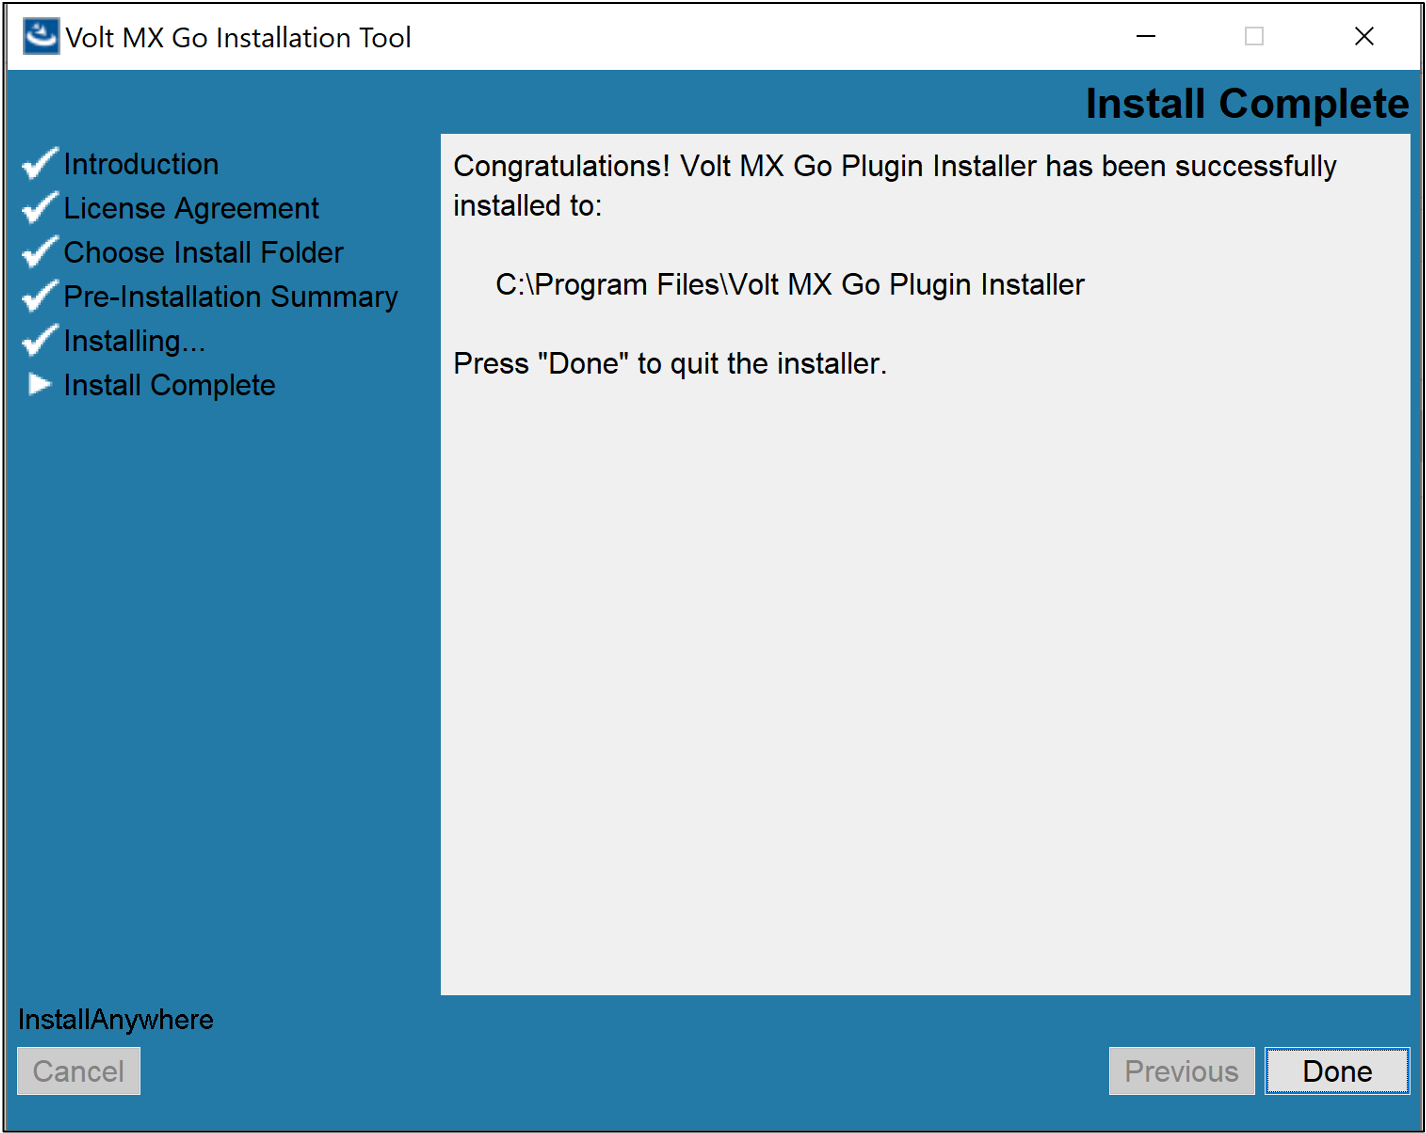 Volt MX Go Installation Tool
Install Complete
Introduction
License Agreement
Choose Install Folder
Pre-Installation Summary
Installing...
Install Complete
Congratulations! Volt MX Go Plugin Installer has been successfully
installed to:
C:\Program Files\Volt MX Go Plugin Installer
Press "Done" to quit the installer.
InstallAnywhere
Cancel
Previous
Done